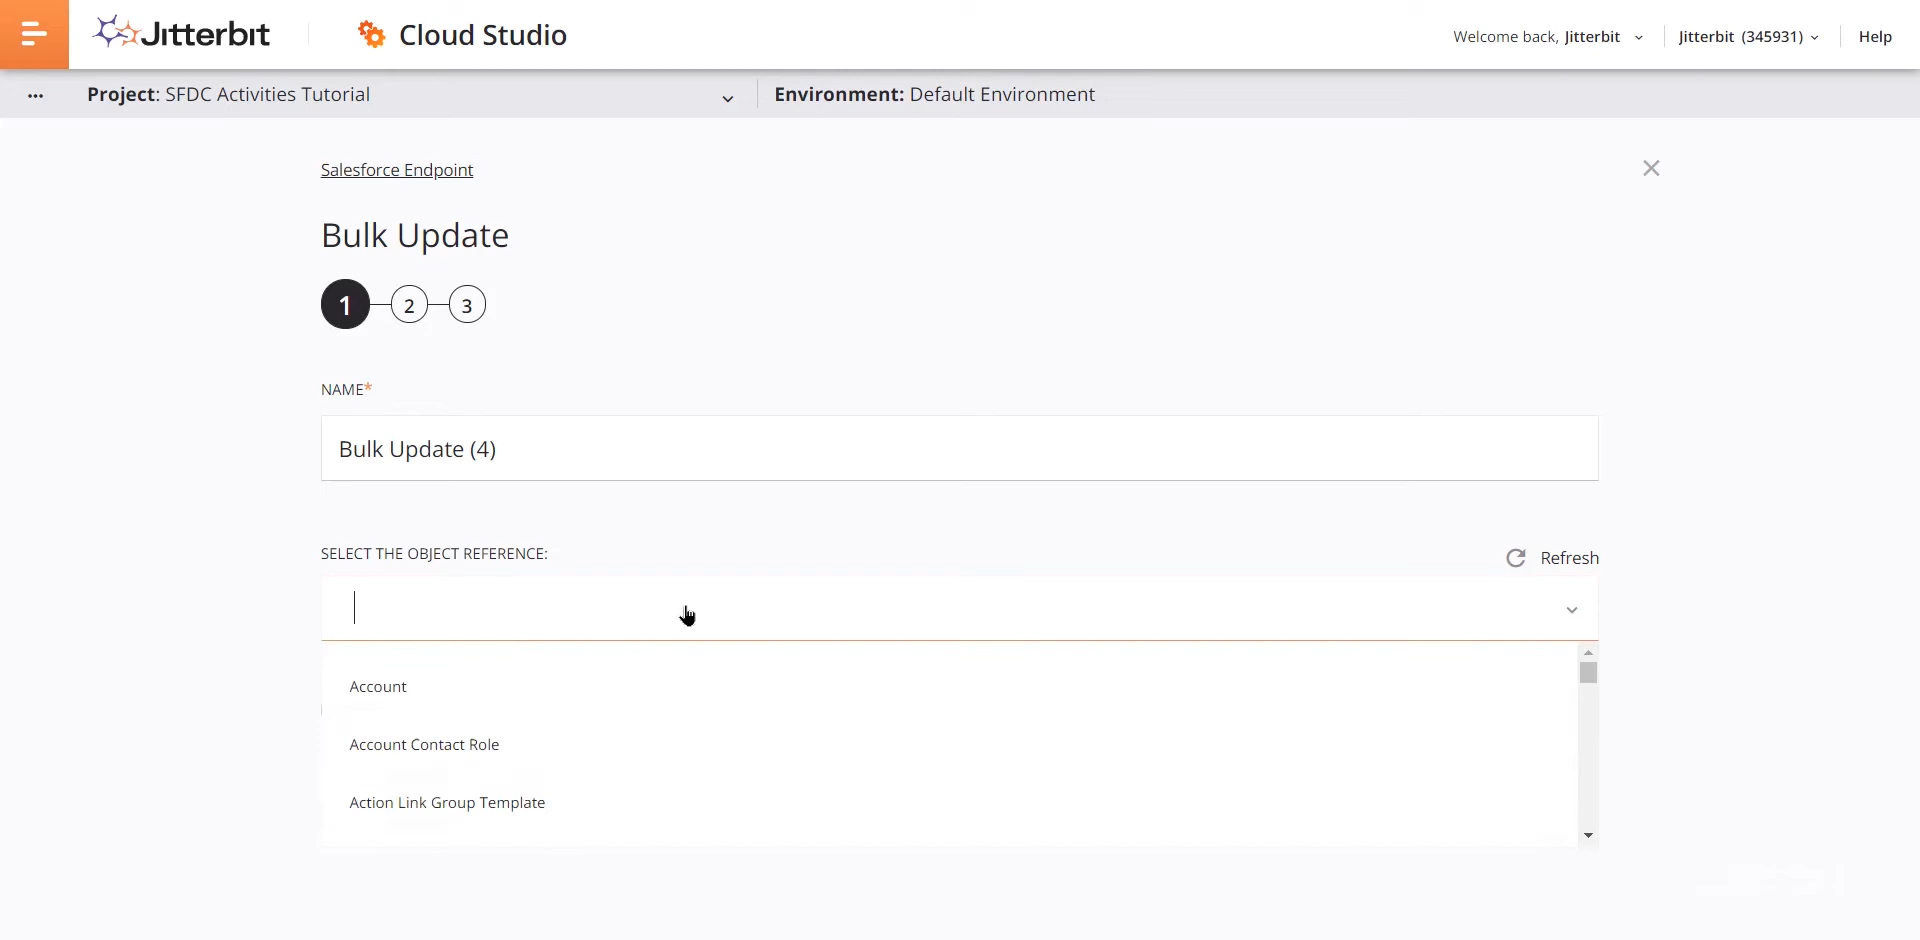 Jitterbit Cloud Studio Welcome back, Jitterbit Jitterbit (345931) Help
... Project: SFDC Activities Tutorial Environment: Default Environment
Salesforce Endpoint
Bulk Update
1 2 3
NAME*
Bulk Update (4)
SELECT THE OBJECT REFERENCE: Refresh
Account
Account Contact Role
Action Link Group Template